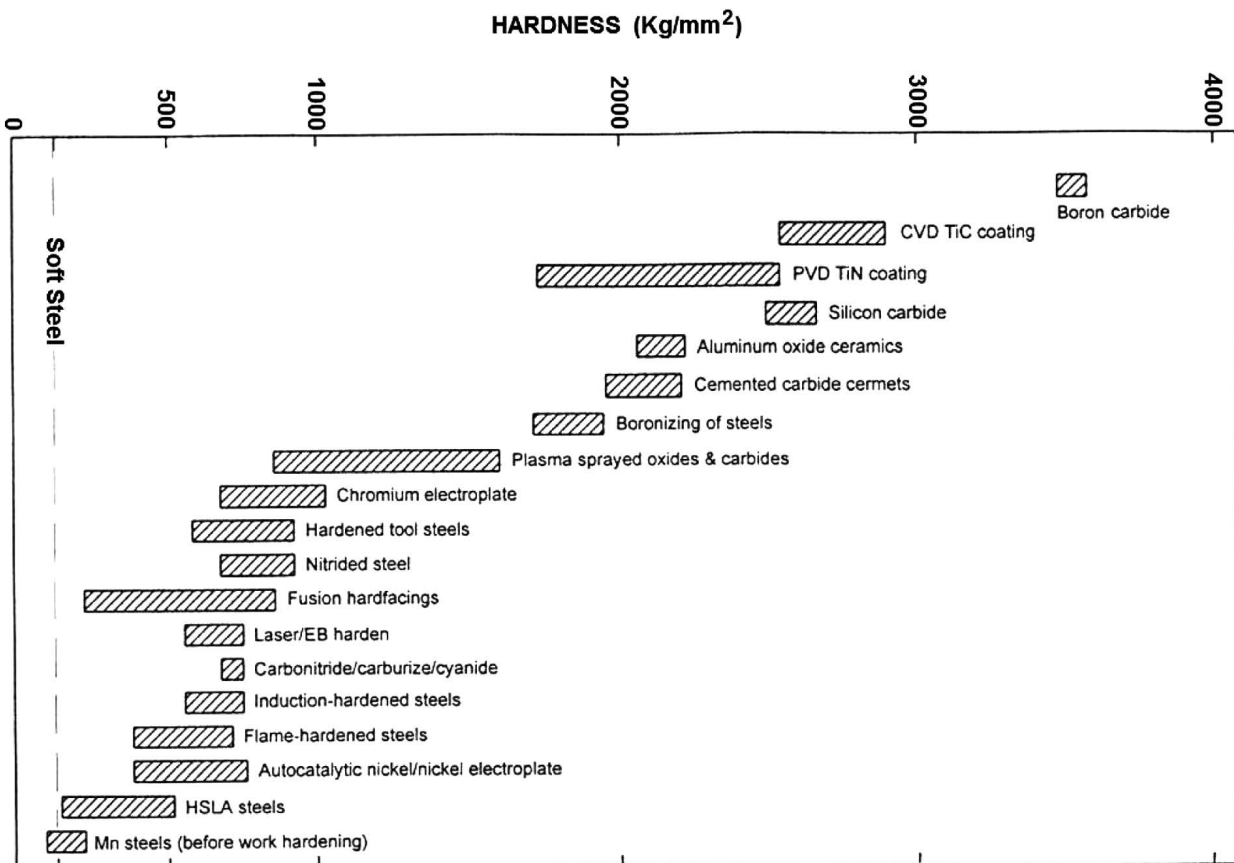 HARDNESS (Kg/mm²)
0
500
1000
2000
3000
4000
Soft Steel
Boron carbide
CVD TiC coating
PVD TiN coating
Silicon carbide
Aluminum oxide ceramics
Cemented carbide cermets
Boronizing of steels
Plasma sprayed oxides & carbides
Chromium electroplate
Hardened tool steels
Nitrided steel
Fusion hardfacings
Laser/EB harden
Carbonitride/carburize/cyanide
Induction-hardened steels
Flame-hardened steels
Autocatalytic nickel/nickel electroplate
HSLA steels
Mn steels (before work hardening)